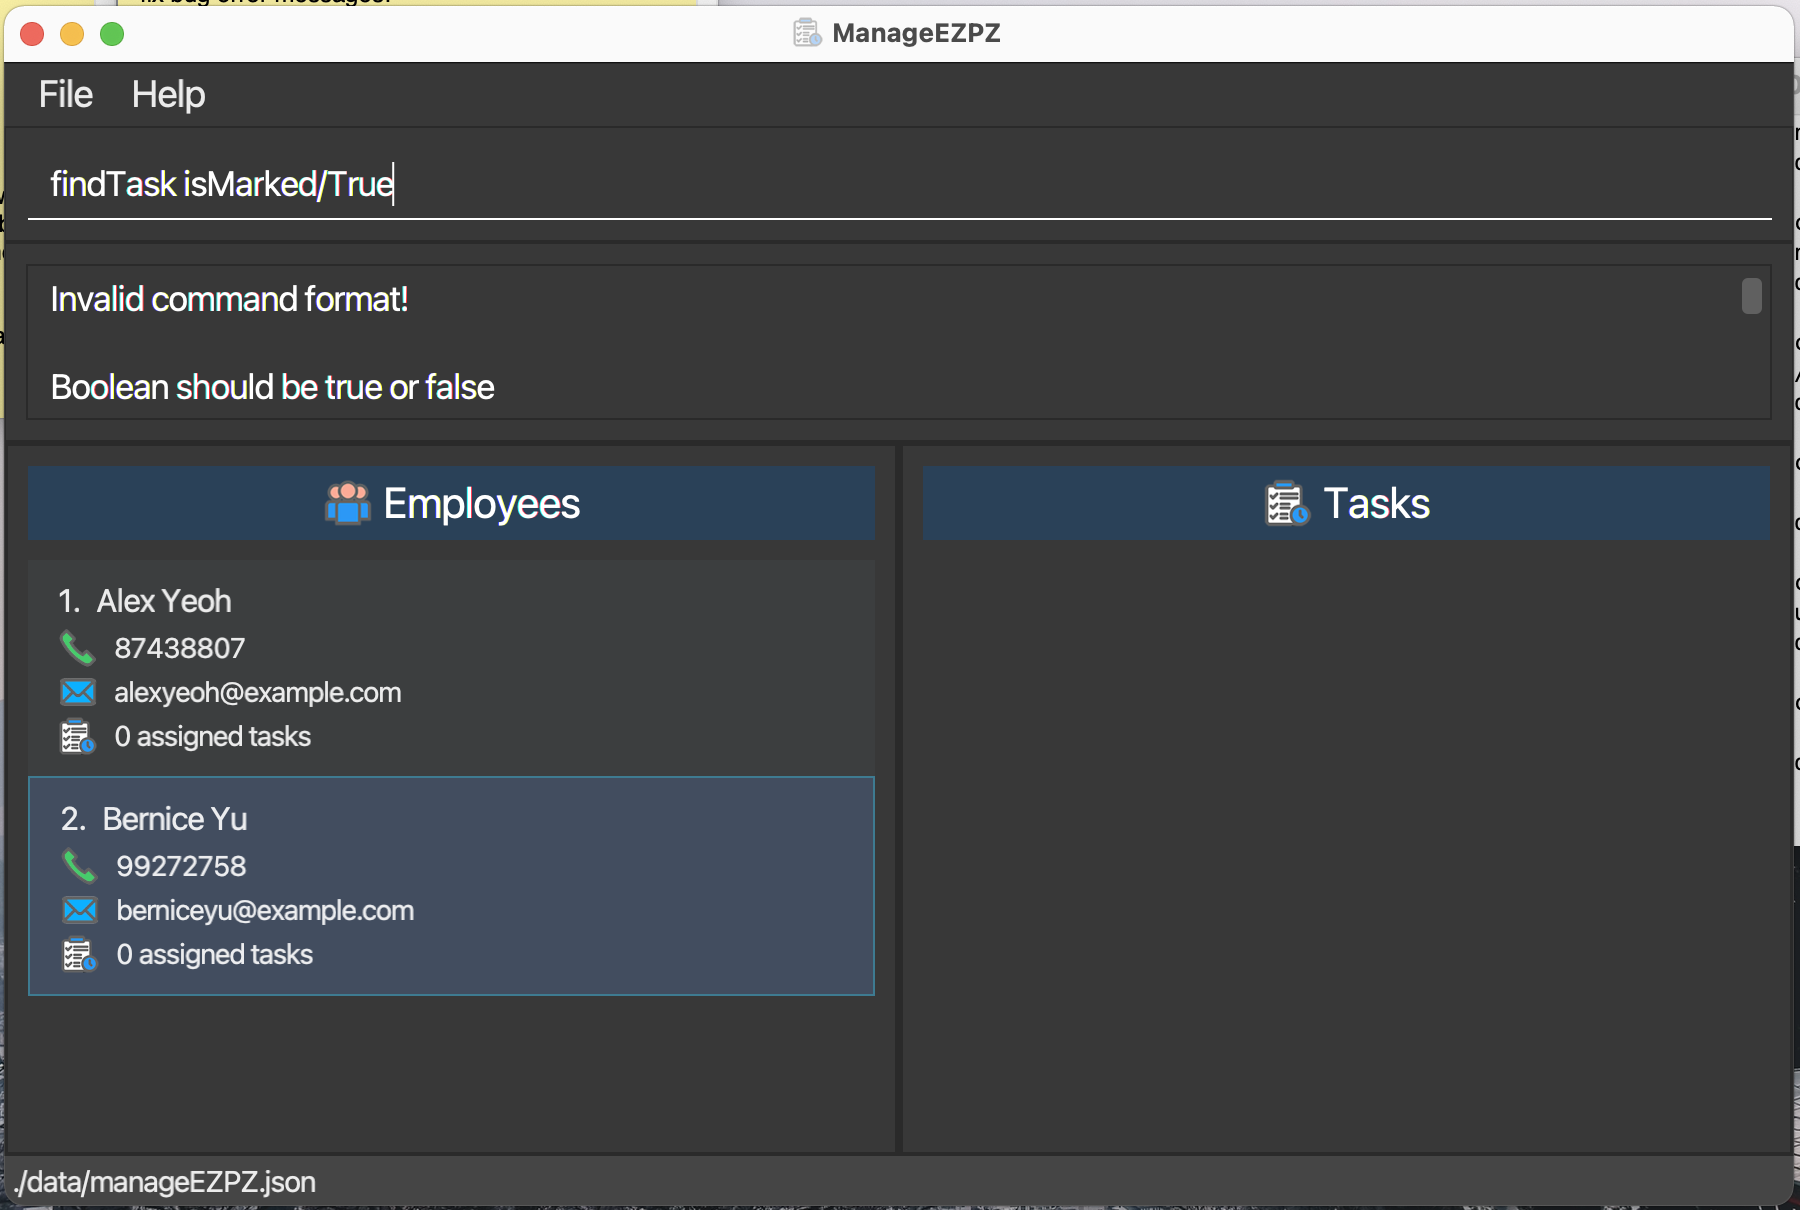 ManageEZPZ
File Help
findTask isMarked/True
Invalid command format!
Boolean should be true or false
Employees
1. Alex Yeoh
87438807
alexyeoh@example.com
0 assigned tasks
2. Bernice Yu
99272758
berniceyu@example.com
0 assigned tasks
Tasks
./data/manageEZPZ.json